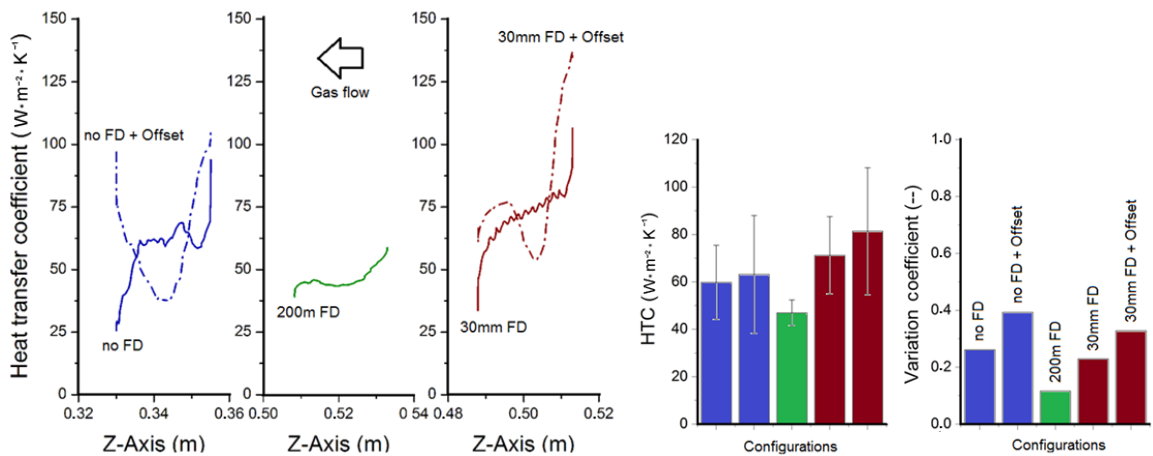 Heat transfer coefficient (W·m⁻²·K⁻¹)
150
125
100
75
50
25
0
no FD + Offset
no FD
0.32
0.34
0.36
Z-Axis (m)
150
125
100
75
50
25
0
Gas flow
200m FD
0.50
0.52
0.54
Z-Axis (m)
150
125
100
75
50
25
0
30mm FD + Offset
30mm FD
0.48
0.50
0.52
Z-Axis (m)
HTC (W·m⁻²·K⁻¹)
120
100
80
60
40
20
0
Configurations
Variation coefficient (--)
1.0
0.8
0.6
0.4
0.2
0.0
no FD
no FD + Offset
200m FD
30mm FD
30mm FD + Offset
Configurations